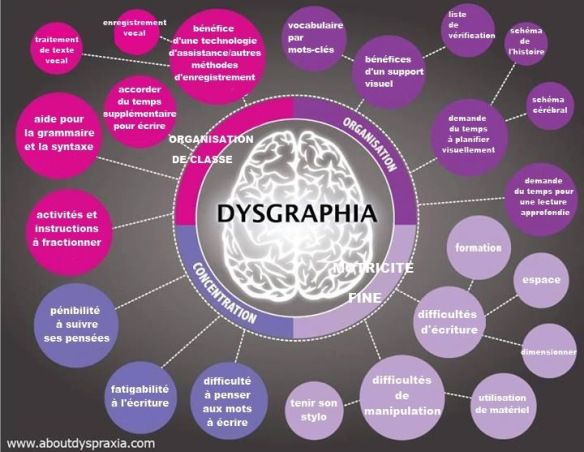 enregistrement
vocal
traitement
de texte
vocal
bénéfice
d'une technologie
d'assistance/autres
méthodes
d'enregistrement
accorder
du temps
supplémentaire
pour écrire
aide pour
la grammaire
et la syntaxe
activités et
instructions
à fractionner
ORGANISATION
DE CLASSE
vocabulaire
par
mots-clés
bénéfices
d'un support
visuel
liste
de
vérification
schéma
de
l'histoire
schéma
cérébral
demande
du temps
à planifier
visuellement
demande
du temps pour
une lecture
approfondie
ORGANISATION
DYSGRAPHIA
CONCENTRATION
pénibilité
à suivre
ses pensées
fatigabilité
à l'écriture
difficulté
à penser
aux mots
à écrire
MOTRICITE
FINE
formation
espace
difficultés
d'écriture
dimensionner
difficultés
de
manipulation
tenir son
stylo
utilisation
de matériel
www.aboutdyspraxia.com